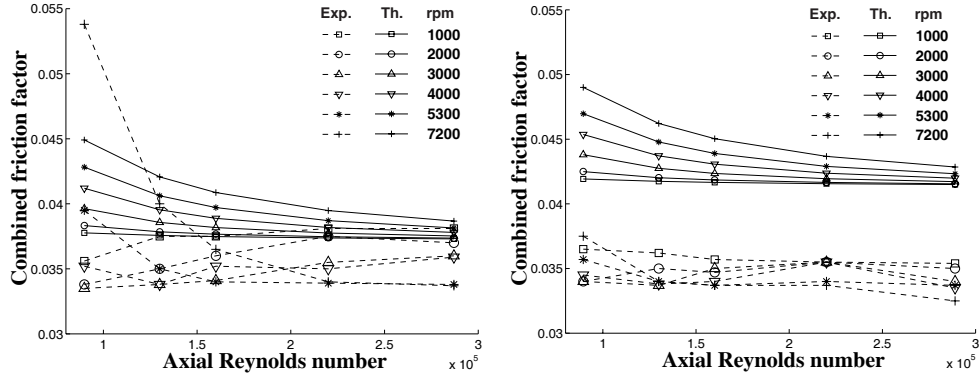 Combined friction factor
0.055
0.05
0.045
0.04
0.035
0.03
Exp. Th. rpm
1000
2000
3000
4000
5300
7200
1 1.5 2 2.5 3
x 10^5
Axial Reynolds number
Combined friction factor
0.055
0.05
0.045
0.04
0.035
0.03
Exp. Th. rpm
1000
2000
3000
4000
5300
7200
1 1.5 2 2.5 3
x 10^5
Axial Reynolds number